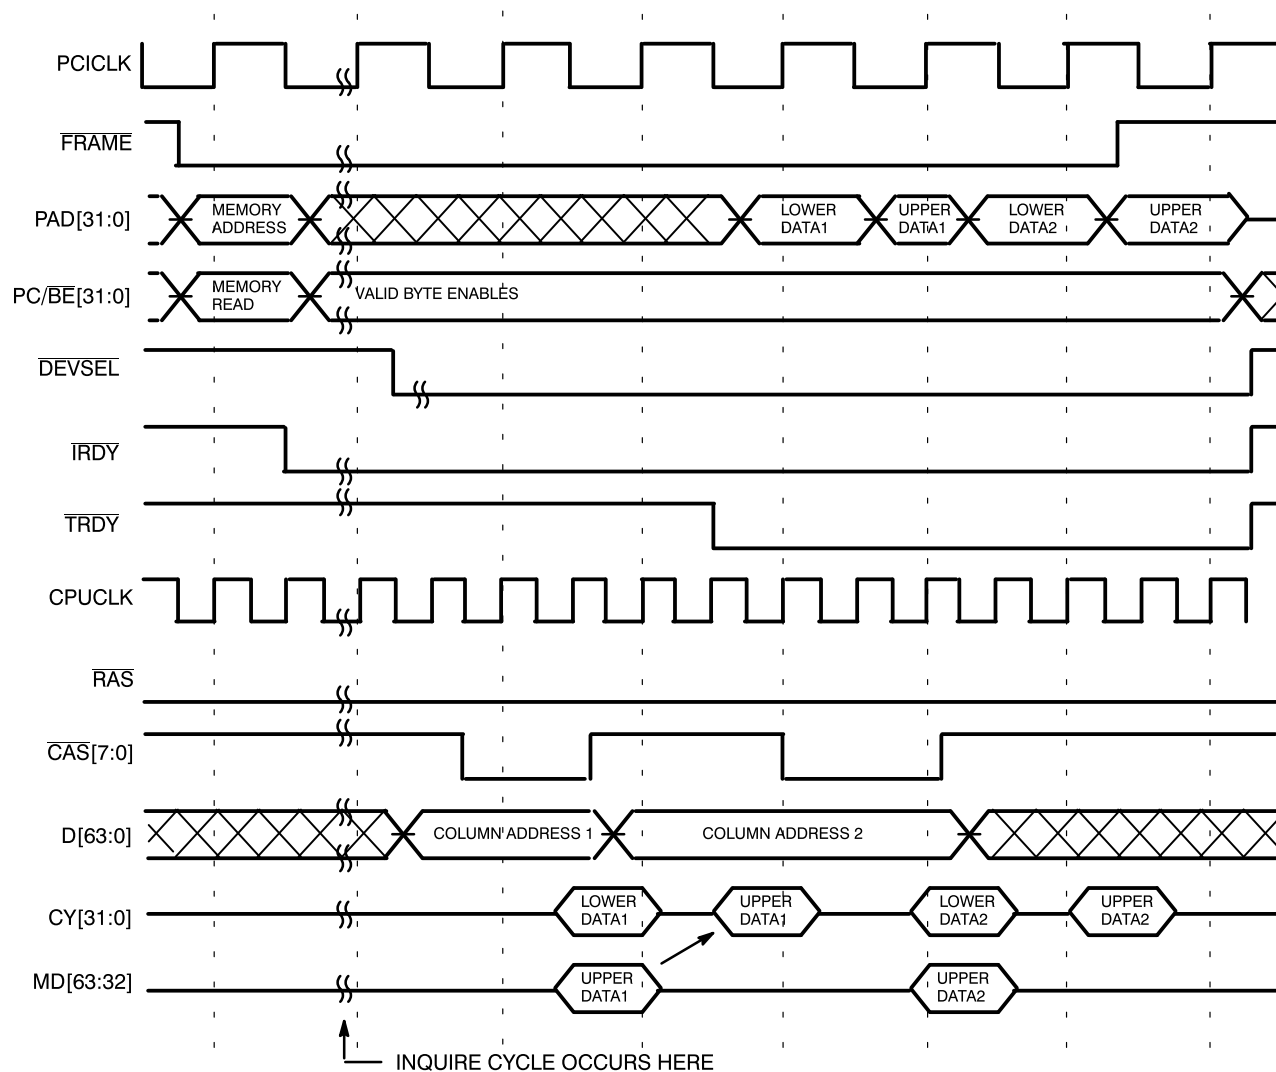 PCICLK
FRAME
PAD[31:0]
MEMORY
ADDRESS
LOWER
DATA1
UPPER
DATA1
LOWER
DATA2
UPPER
DATA2
PC/BE[31:0]
MEMORY
READ
VALID BYTE ENABLES
DEVSEL
IRDY
TRDY
CPUCLK
RAS
CAS[7:0]
D[63:0]
COLUMN ADDRESS 1
COLUMN ADDRESS 2
CY[31:0]
LOWER
DATA1
UPPER
DATA1
LOWER
DATA2
UPPER
DATA2
MD[63:32]
UPPER
DATA1
UPPER
DATA2
INQUIRE CYCLE OCCURS HERE